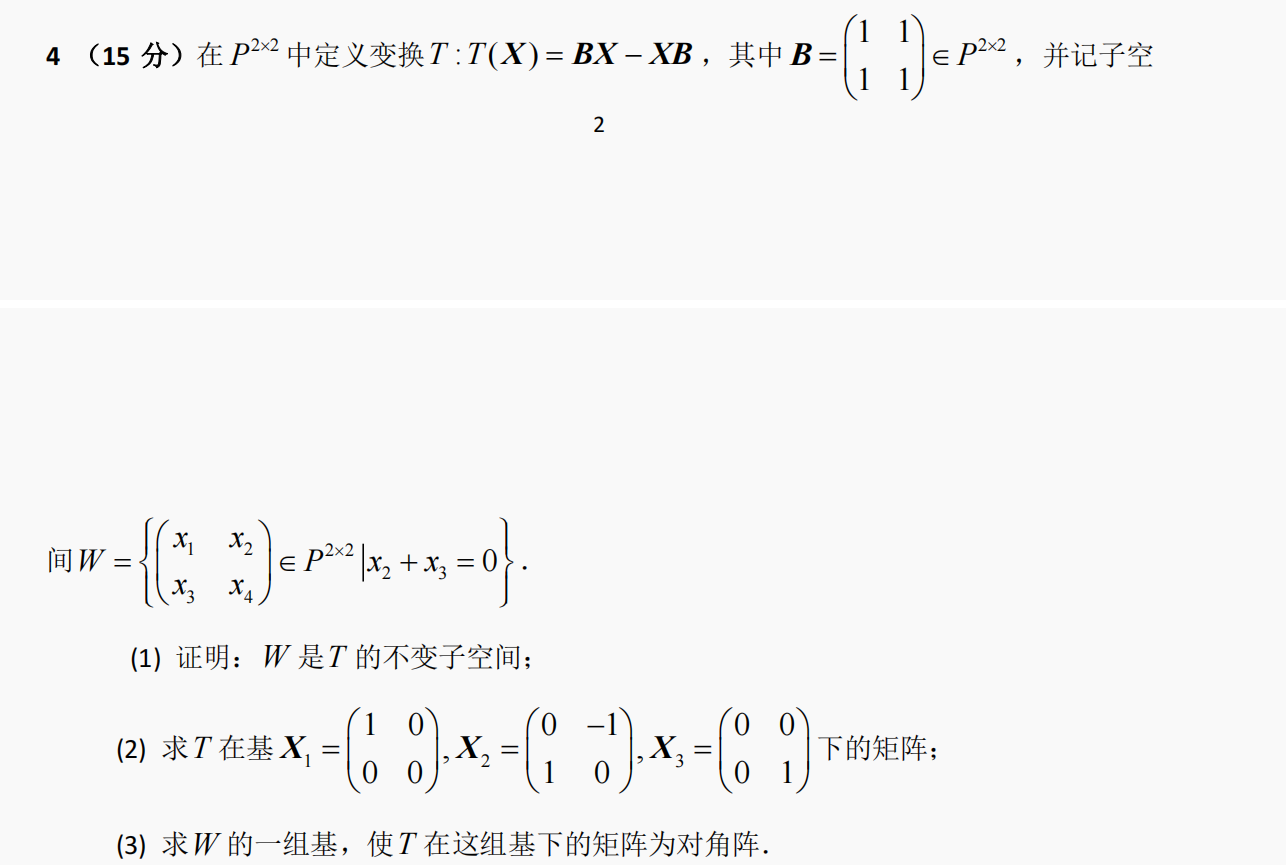 4 （15 分）在 $P^{2\times2}$ 中定义变换 $T:T(\boldsymbol{X})=\boldsymbol{BX}-\boldsymbol{XB}$，其中 $\boldsymbol{B}=\begin{pmatrix}1&1\\1&1\end{pmatrix}\in P^{2\times2}$，并记子空
2
间 $W=\left\{\begin{pmatrix}x_1&x_2\\x_3&x_4\end{pmatrix}\in P^{2\times2}\middle|x_2+x_3=0\right\}$.
(1) 证明：$W$ 是 $T$ 的不变子空间；
(2) 求 $T$ 在基 $\boldsymbol{X}_1=\begin{pmatrix}1&0\\0&0\end{pmatrix},\boldsymbol{X}_2=\begin{pmatrix}0&-1\\1&0\end{pmatrix},\boldsymbol{X}_3=\begin{pmatrix}0&0\\0&1\end{pmatrix}$ 下的矩阵；
(3) 求 $W$ 的一组基，使 $T$ 在这组基下的矩阵为对角阵.